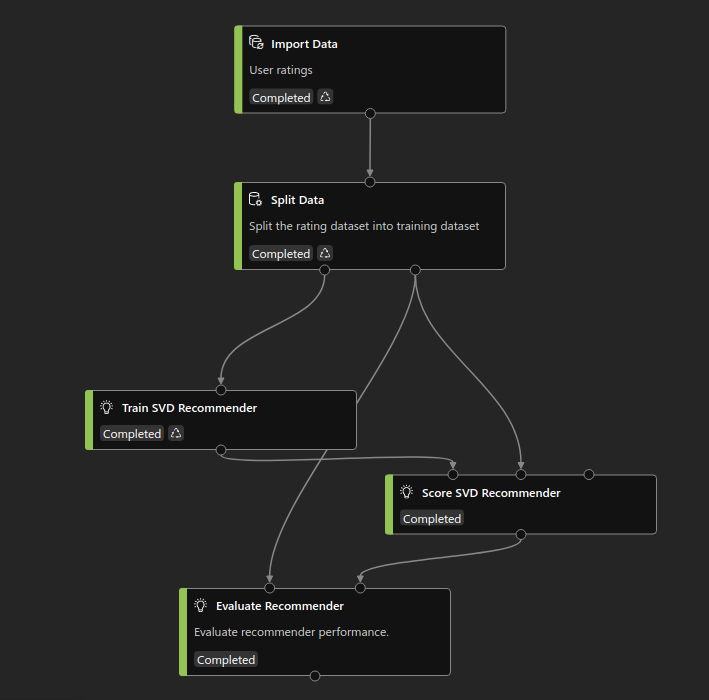 Import Data
User ratings
Completed
Split Data
Split the rating dataset into training dataset
Completed
Train SVD Recommender
Completed
Score SVD Recommender
Completed
Evaluate Recommender
Evaluate recommender performance.
Completed